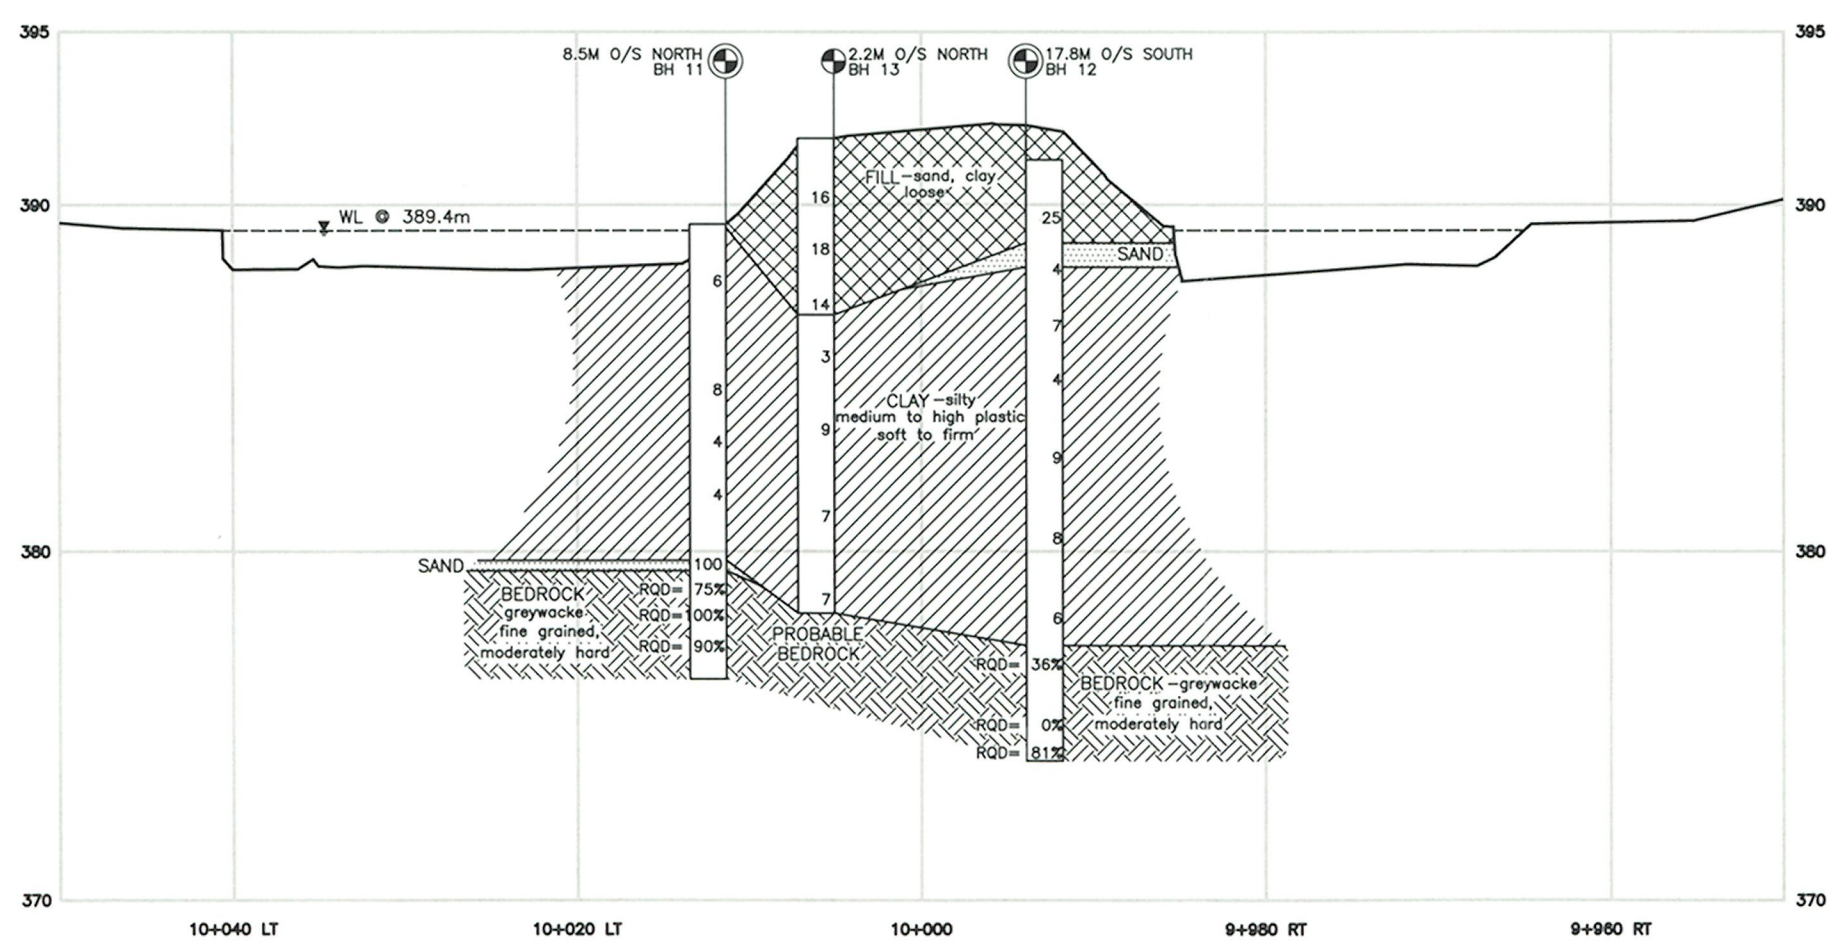 395
395
8.5M O/S NORTH
BH 11
2.2M O/S NORTH
BH 13
17.8M O/S SOUTH
BH 12
390
390
WL @ 389.4m
FILL-sand, clay
loose
16
18
14
3
9
7
7
25
4
7
4
9
8
6
SAND
6
8
4
4
100
CLAY-silty
medium to high plastic
soft to firm
380
380
SAND
BEDROCK
greywacke
fine grained,
moderately hard
RQD= 75%
RQD= 100%
RQD= 90%
PROBABLE
BEDROCK
RQD= 36%
RQD= 0%
RQD= 81%
BEDROCK-greywacke
fine grained,
moderately hard
370
370
10+040 LT
10+020 LT
10+000
9+980 RT
9+960 RT